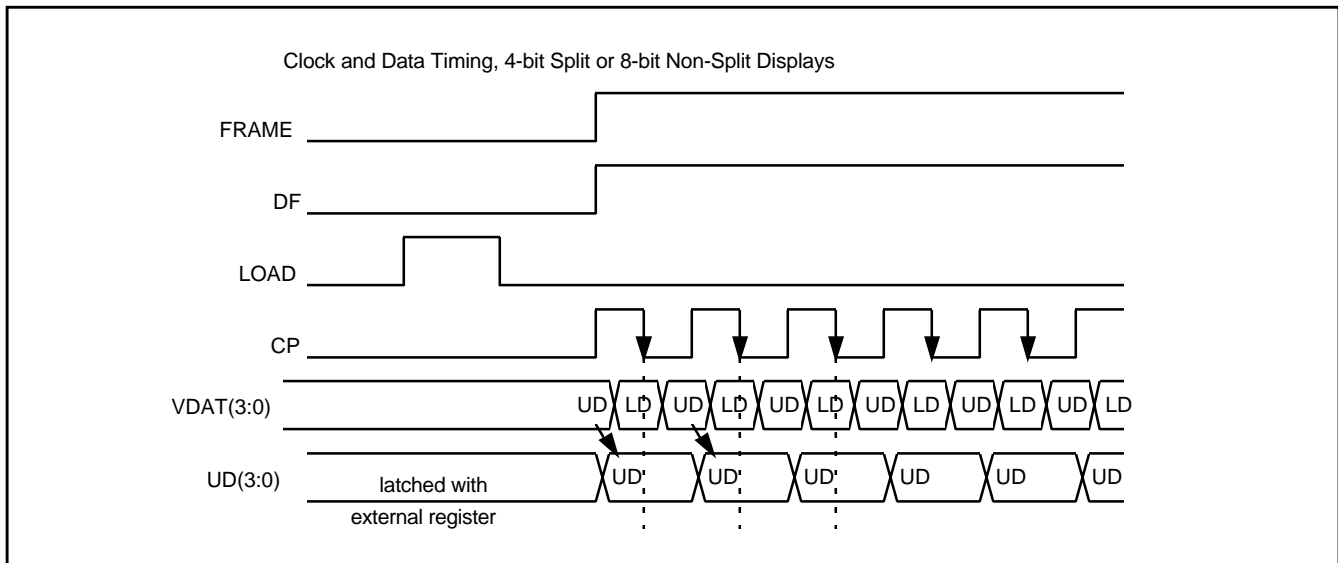 Clock and Data Timing, 4-bit Split or 8-bit Non-Split Displays
FRAME
DF
LOAD
CP
VDAT(3:0) UD LD UD LD UD LD UD LD UD LD UD LD
UD(3:0) latched with UD UD UD UD UD UD
external register